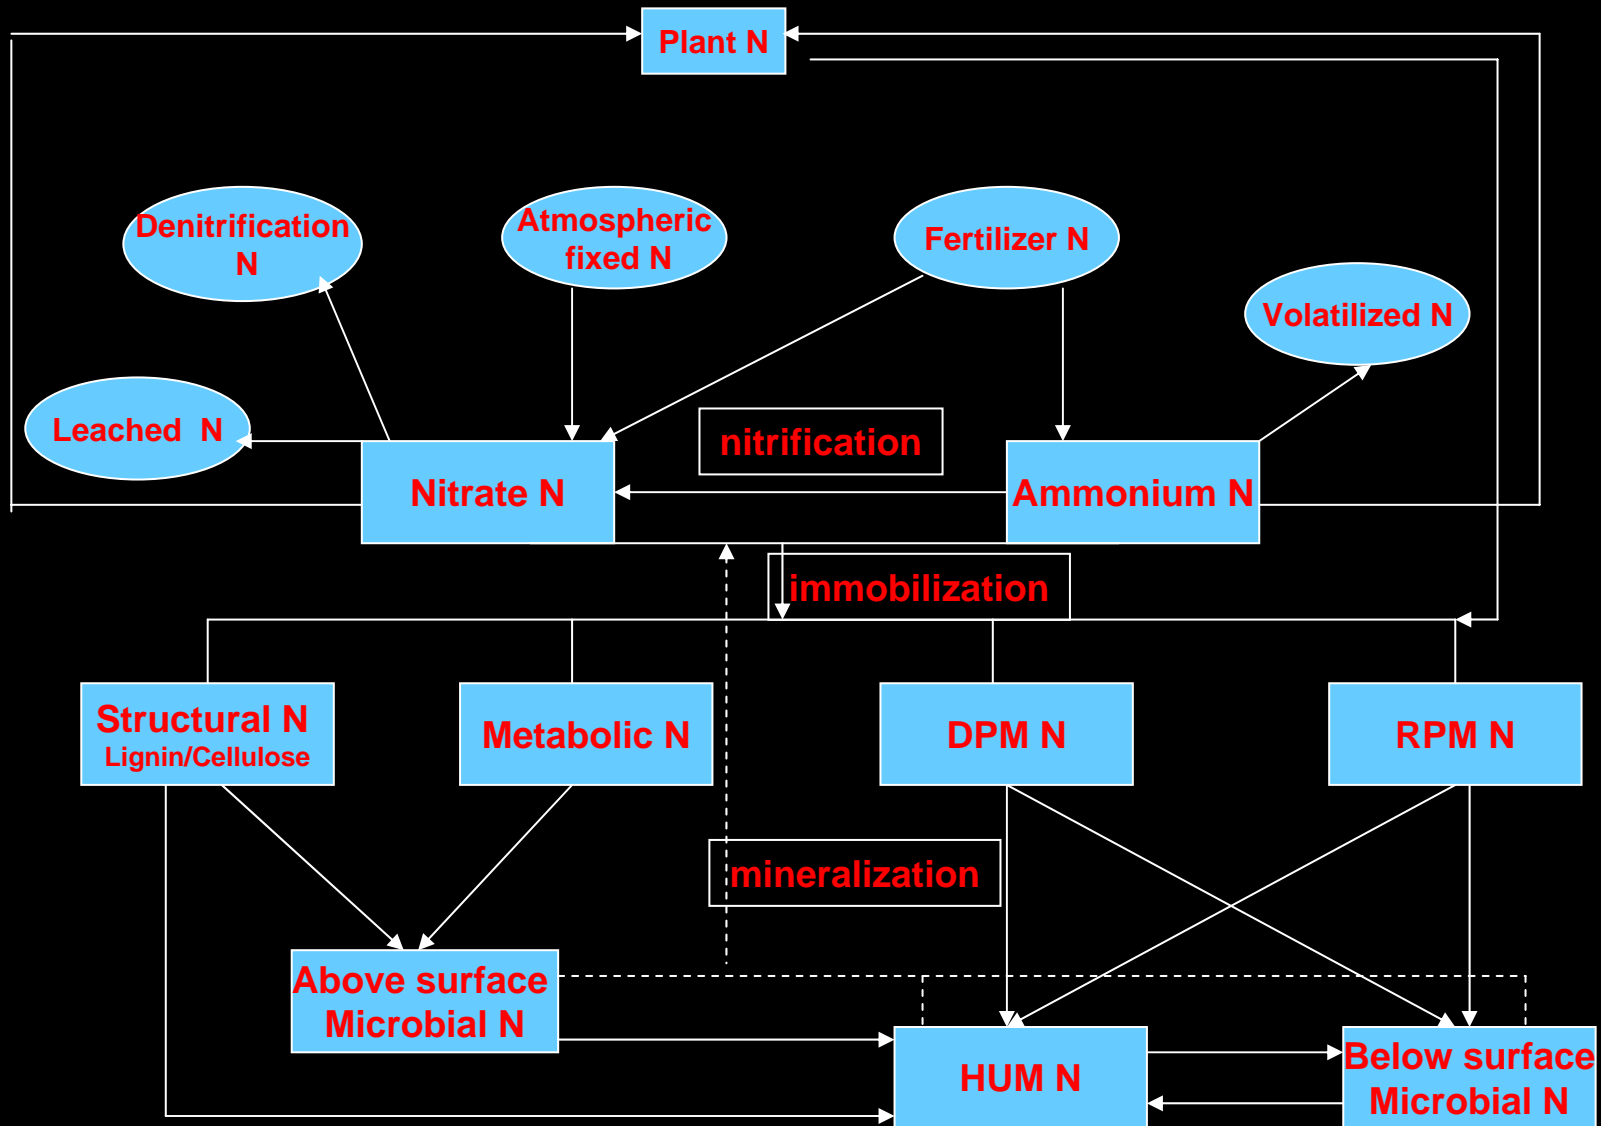 Plant N
Denitrification
N
Atmospheric
fixed N
Fertilizer N
Volatilized N
Leached N
nitrification
Nitrate N
Ammonium N
immobilization
Structural N
Lignin/Cellulose
Metabolic N
DPM N
RPM N
mineralization
Above surface
Microbial N
HUM N
Below surface
Microbial N